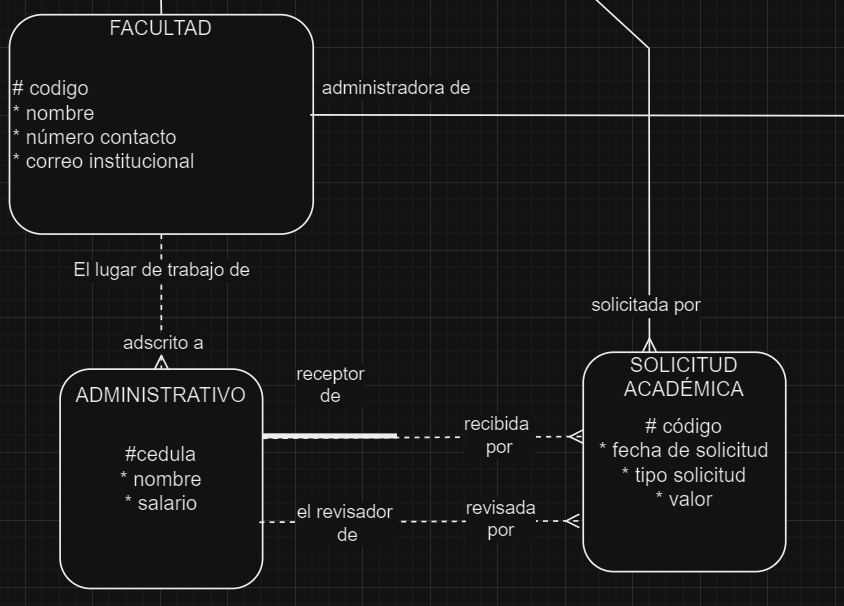 FACULTAD
# codigo
* nombre
* número contacto
* correo institucional
administradora de
El lugar de trabajo de
adscrito a
solicitada por
ADMINISTRATIVO
#cedula
* nombre
* salario
receptor
de
recibida
por
el revisador
de
revisada
por
SOLICITUD
ACADÉMICA
# código
* fecha de solicitud
* tipo solicitud
* valor